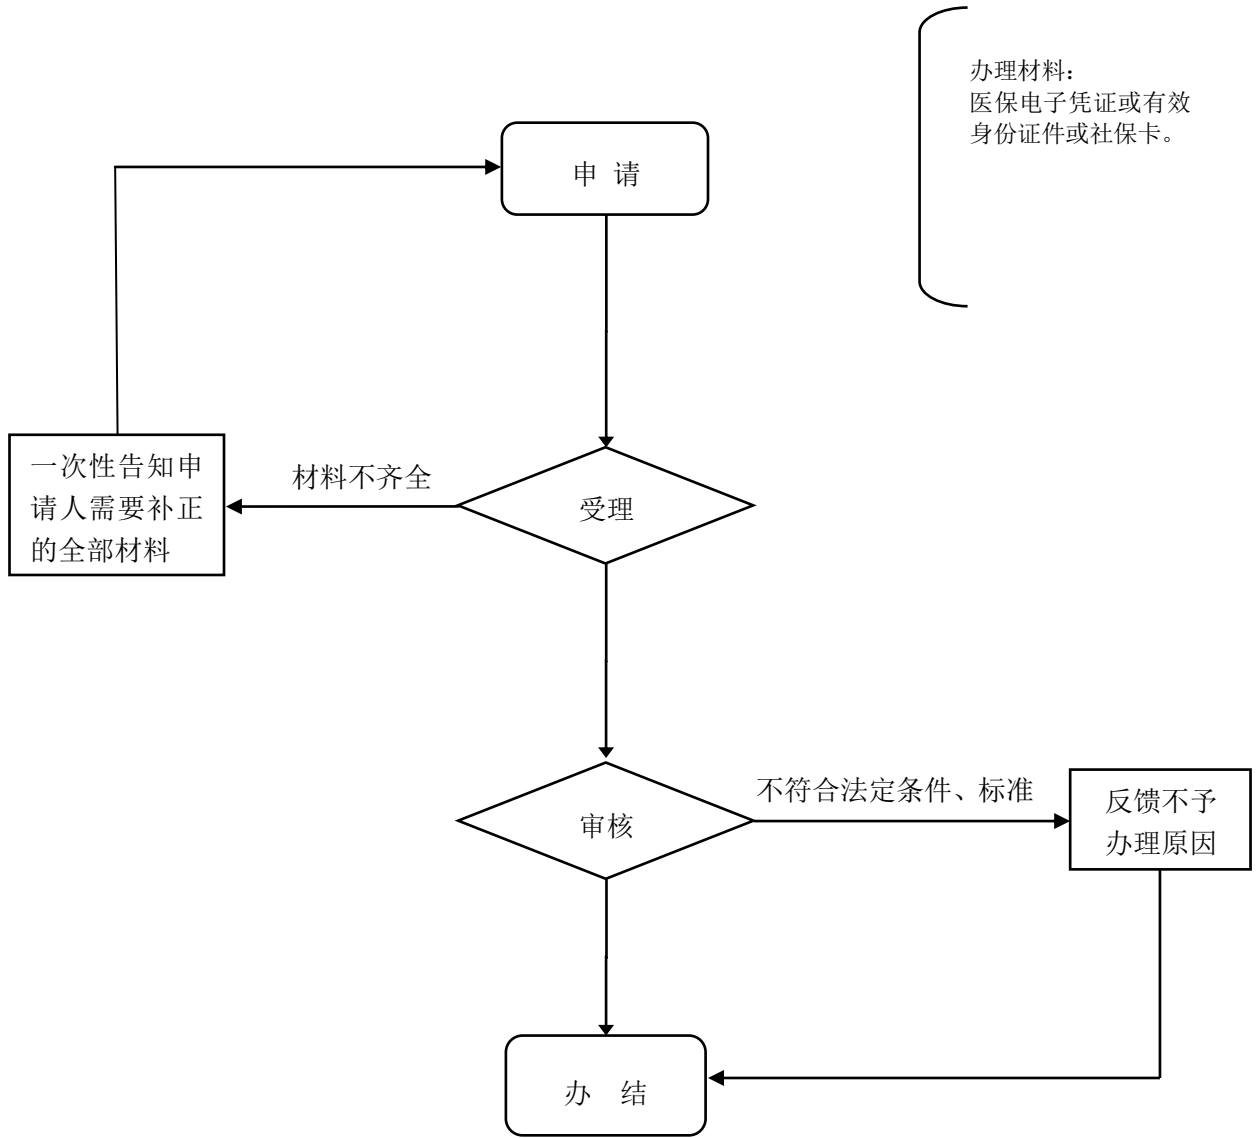 办理材料：
医保电子凭证或有效
身份证件或社保卡。
申 请
一次性告知申
请人需要补正
的全部材料
材料不齐全
受理
审核
不符合法定条件、标准
反馈不予
办理原因
办 结